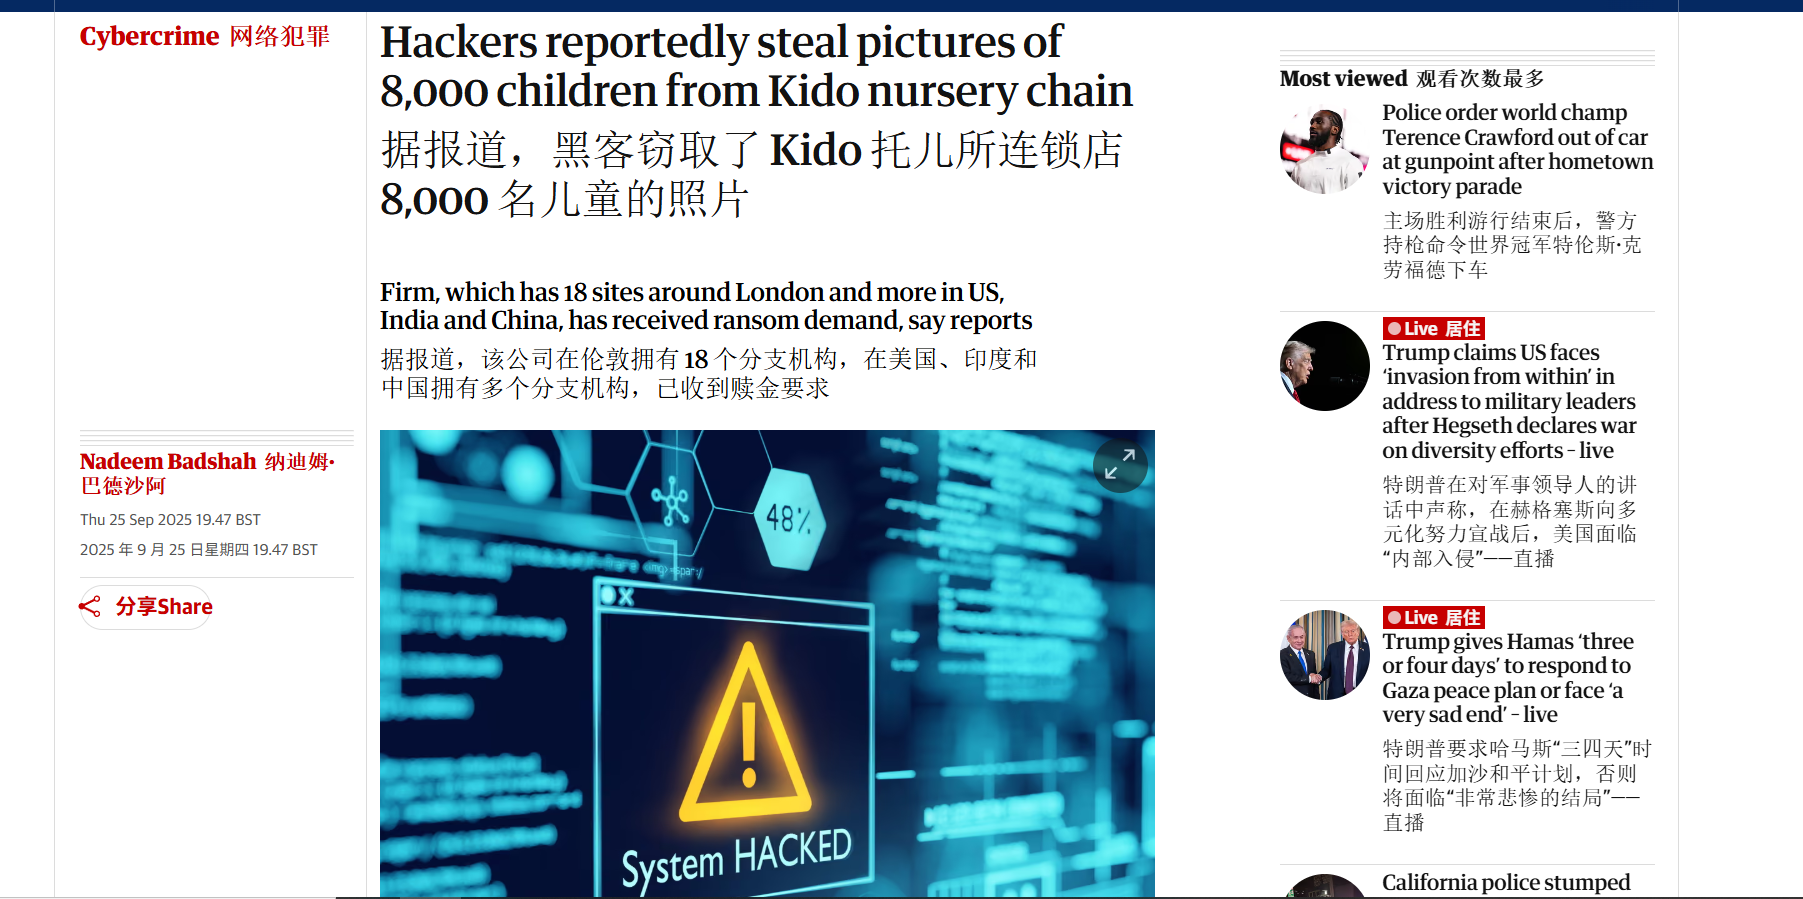 Cybercrime 网络犯罪
Hackers reportedly steal pictures of
8,000 children from Kido nursery chain
据报道，黑客窃取了 Kido 托儿所连锁店
8,000 名儿童的照片
Firm, which has 18 sites around London and more in US,
India and China, has received ransom demand, say reports
据报道，该公司在伦敦拥有 18 个分支机构，在美国、印度和
中国拥有多个分支机构，已收到赎金要求
Nadeem Badshah 纳迪姆·
巴德沙阿
Thu 25 Sep 2025 19.47 BST
2025 年 9 月 25 日星期四 19.47 BST
分享Share
48%
System HACKED
Most viewed 观看次数最多
Police order world champ
Terence Crawford out of car
at gunpoint after hometown
victory parade
主场胜利游行结束后，警方
持枪命令世界冠军特伦斯·克
劳福德下车
Live 居住
Trump claims US faces
‘invasion from within’ in
address to military leaders
after Hegseth declares war
on diversity efforts – live
特朗普在对军事领导人的讲
话中声称，在赫格塞斯向多
元化努力宣战后，美国面临
“内部入侵”——直播
Live 居住
Trump gives Hamas ‘three
or four days’ to respond to
Gaza peace plan or face ‘a
very sad end’ – live
特朗普要求哈马斯“三四天”时
间回应加沙和平计划，否则
将面临“非常悲惨的结局”——
直播
California police stumped